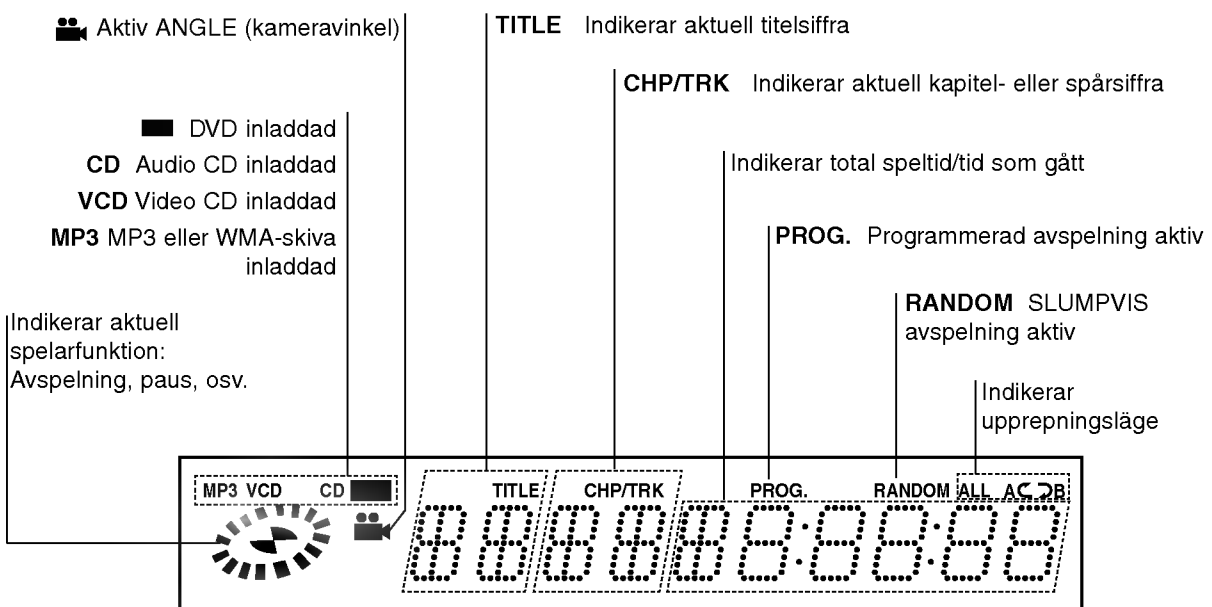 Aktiv ANGLE (kameravinkel)
TITLE Indikerar aktuell titelsiffra
CHP/TRK Indikerar aktuell kapitel- eller spårsiffra
DVD inladdad
CD Audio CD inladdad
VCD Video CD inladdad
MP3 MP3 eller WMA-skiva
inladdad
Indikerar total speltid/tid som gått
PROG. Programmerad avspelning aktiv
RANDOM SLUMPVIS
avspelning aktiv
Indikerar aktuell
spelarfunktion:
Avspelning, paus, osv.
Indikerar
upprepningsläge
MP3 VCD CD TITLE CHP/TRK PROG. RANDOM ALL A B